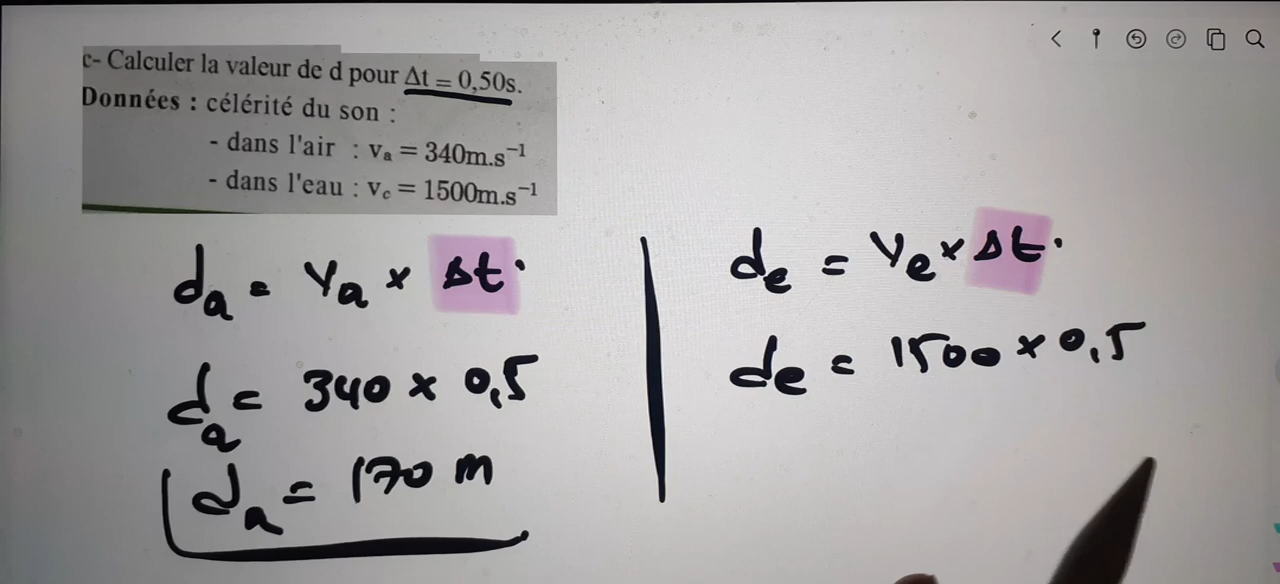 c- Calculer la valeur de d pour Δt = 0,50s.
Données : célérité du son :
- dans l'air : vₐ = 340m.s⁻¹
- dans l'eau : vₑ = 1500m.s⁻¹
dₐ = Vₐ × Δt.
dₐ = 340 × 0,5
dₐ = 170 m
dₑ = Vₑ × Δt.
de = 1500 × 0,5